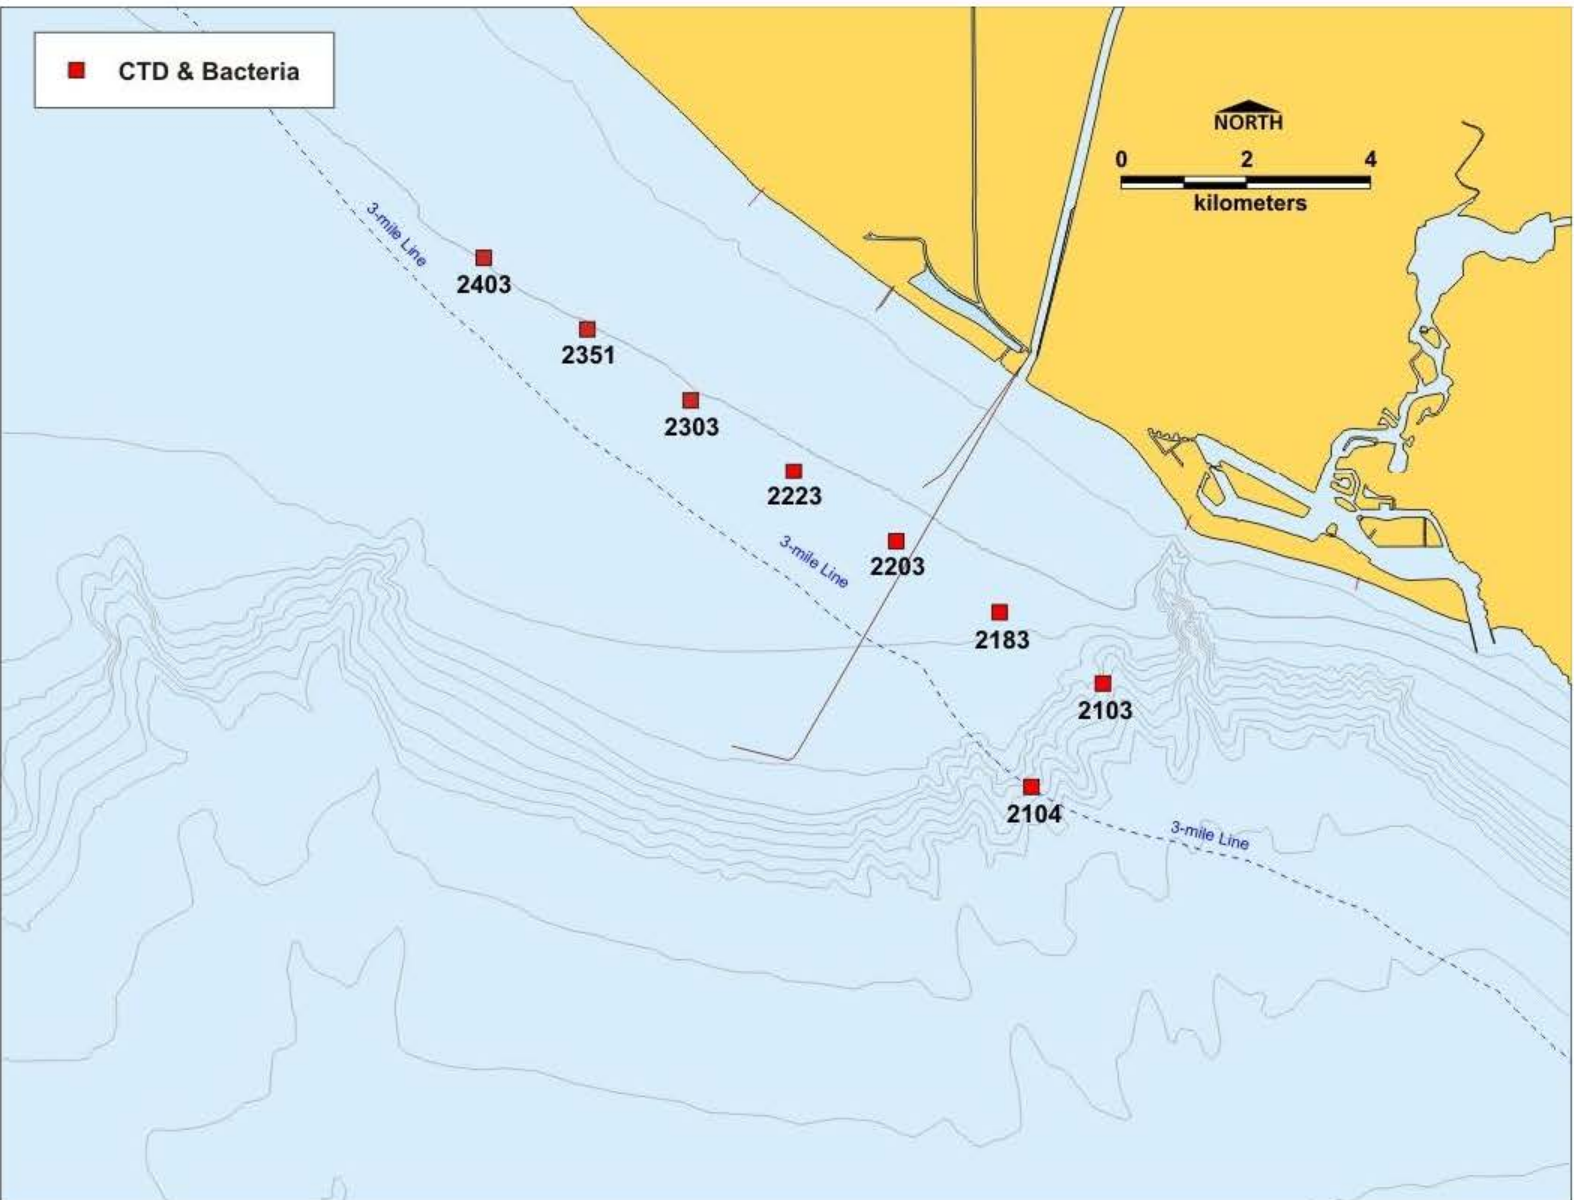 CTD & Bacteria
NORTH
0 2 4
kilometers
3-mile Line
2403
2351
2303
2223
3-mile Line
2203
2183
2103
2104
3-mile Line